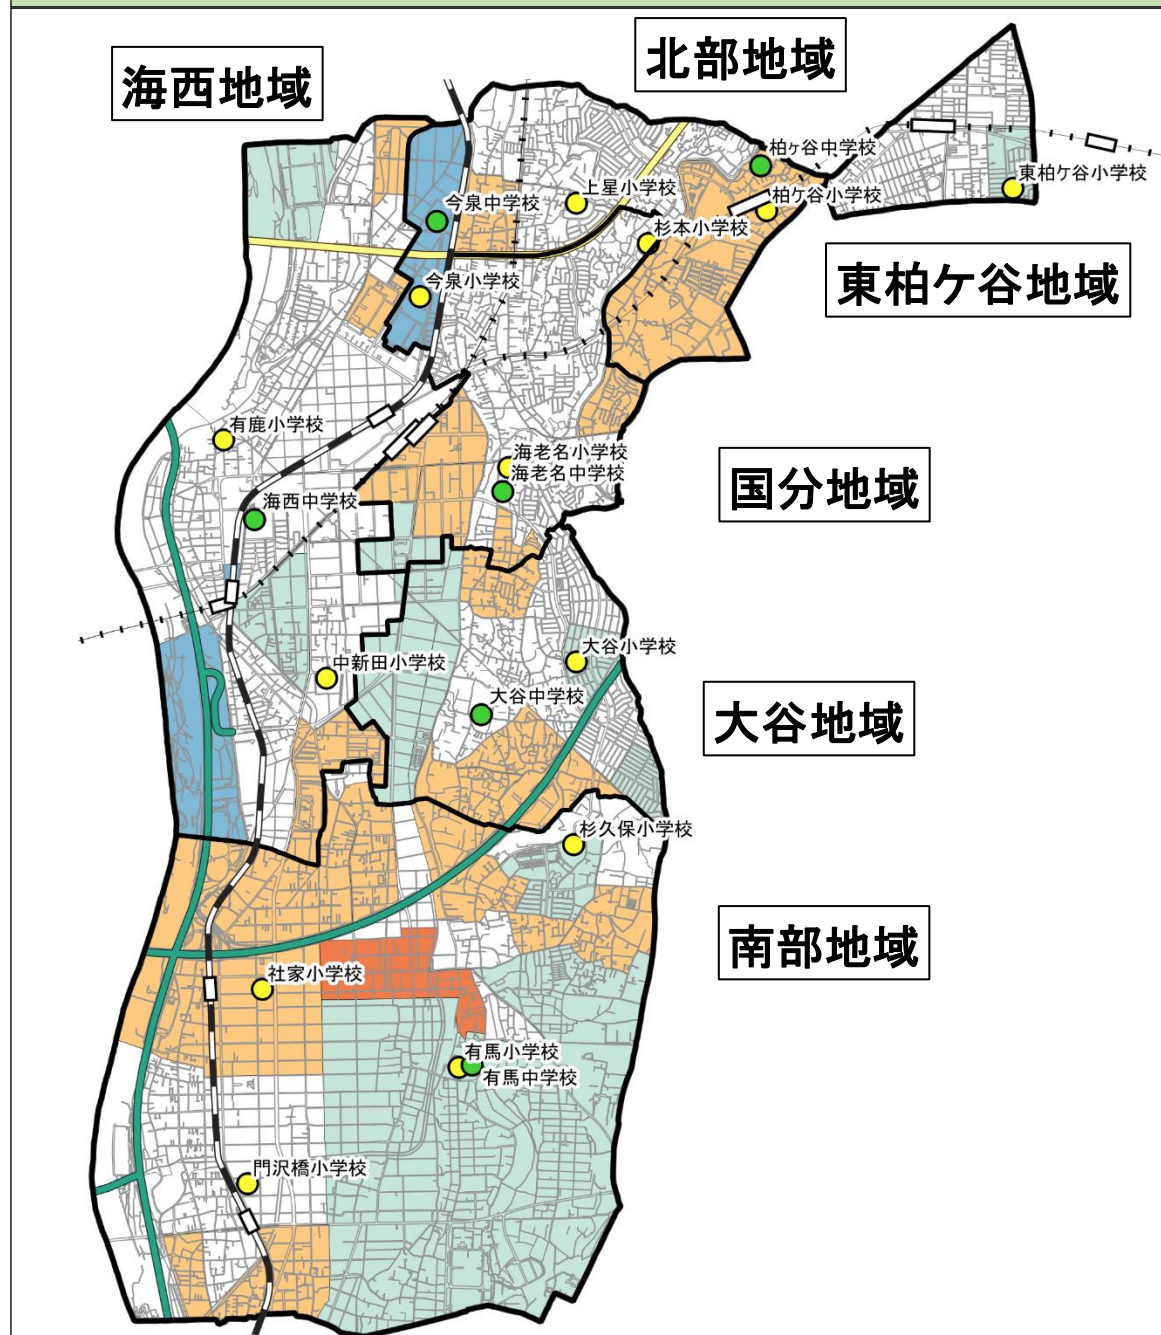 北部地域
海西地域
柏ケ谷中学校
東柏ケ谷小学校
上星小学校
柏ケ谷小学校
今泉中学校
杉本小学校
東柏ケ谷地域
今泉小学校
有鹿小学校
海老名小学校
海老名中学校
国分地域
海西中学校
大谷小学校
中新田小学校
大谷中学校
大谷地域
杉久保小学校
南部地域
社家小学校
有馬小学校
有馬中学校
門沢橋小学校